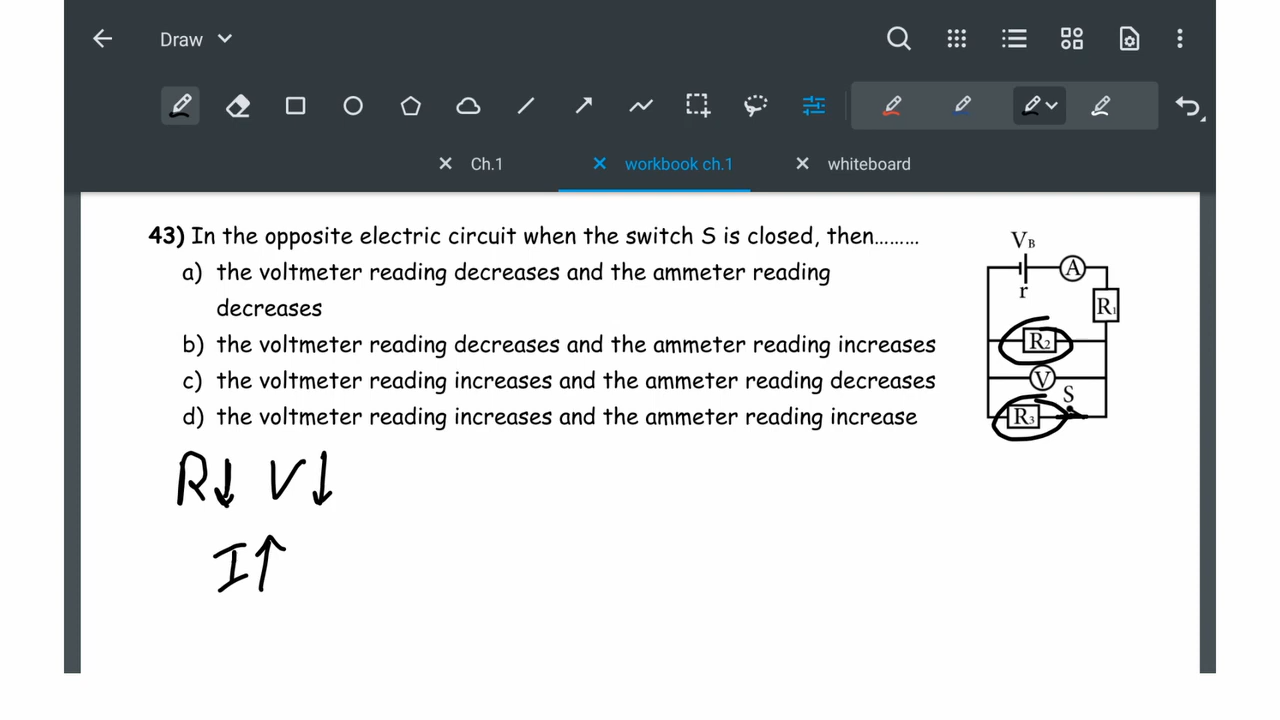 Draw
Ch.1
workbook ch.1
whiteboard
43) In the opposite electric circuit when the switch S is closed, then.........
a) the voltmeter reading decreases and the ammeter reading
decreases
b) the voltmeter reading decreases and the ammeter reading increases
c) the voltmeter reading increases and the ammeter reading decreases
d) the voltmeter reading increases and the ammeter reading increase
VB
A
r
R1
R2
V
S
R3
R↓ V↓
I↑